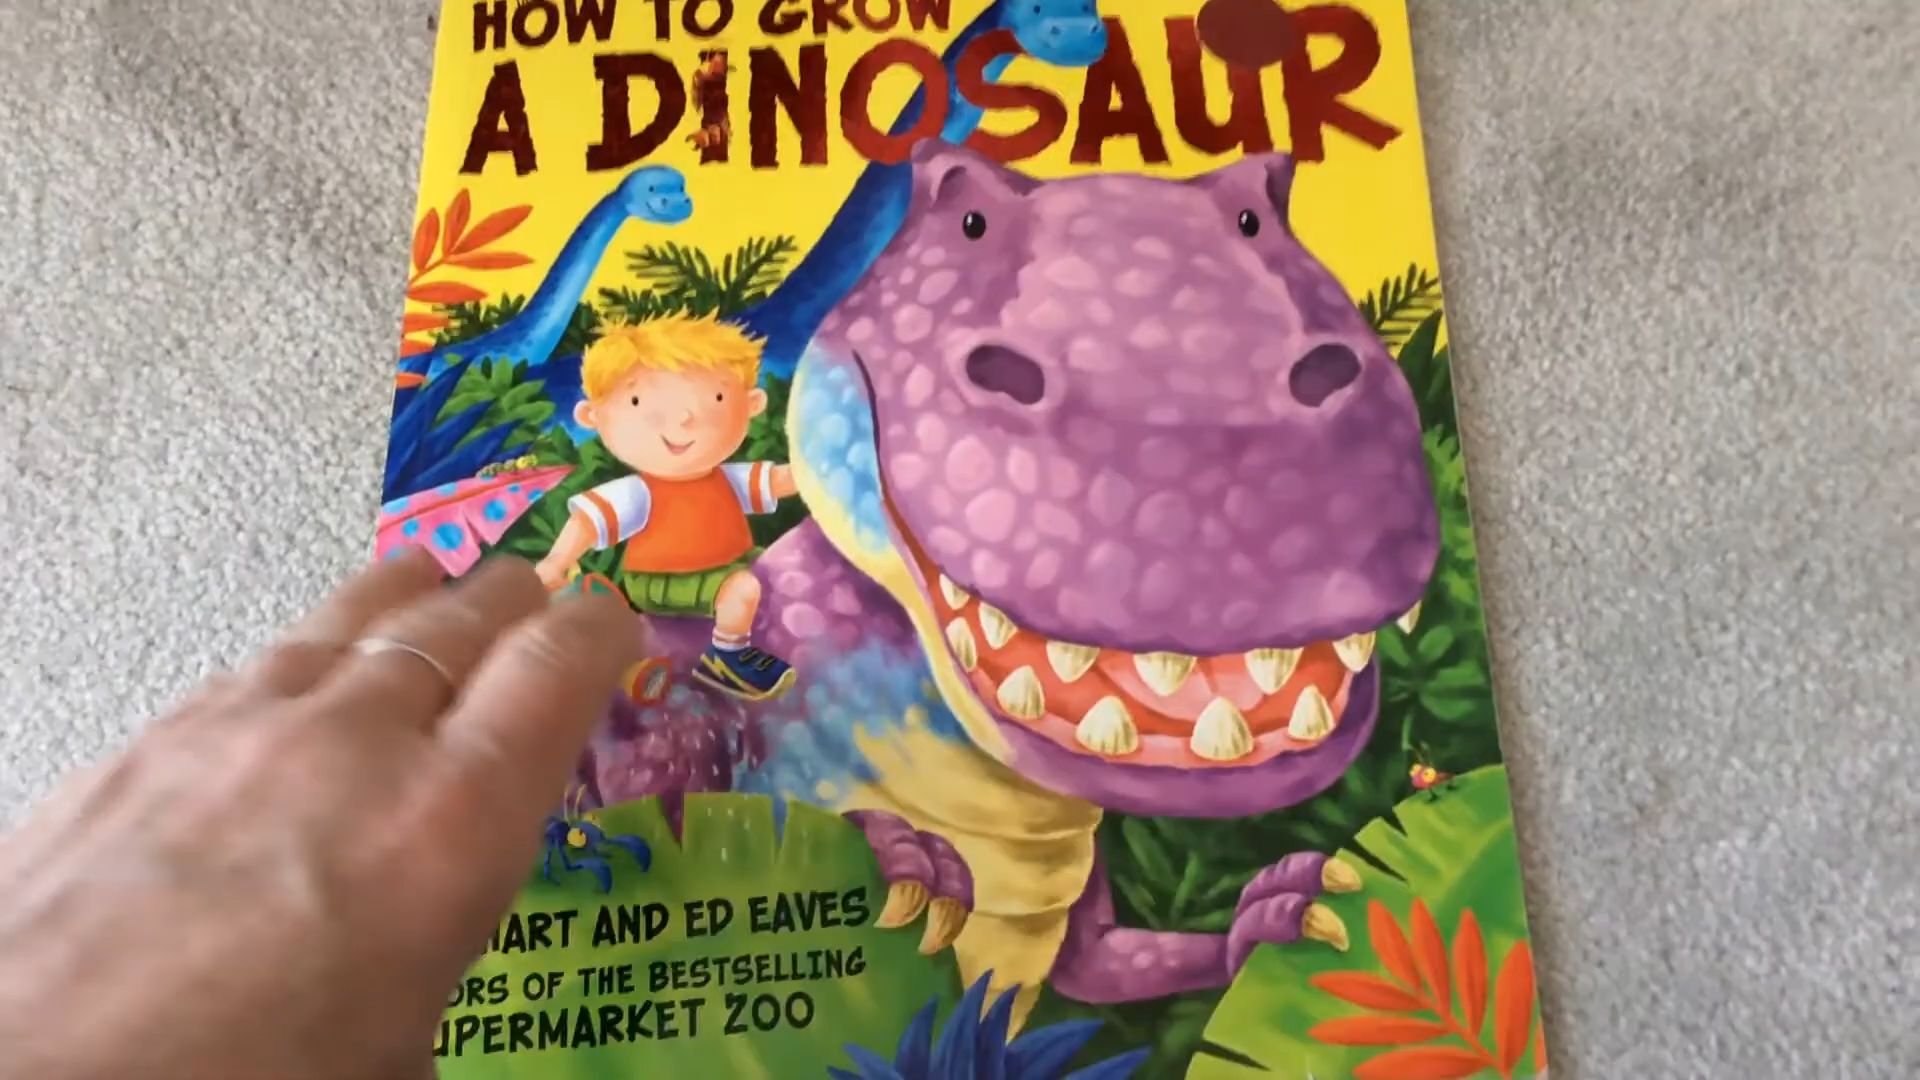 HOW TO GROW
A DINOSAUR
HART AND ED EAVES
ORS OF THE BESTSELLING
UPERMARKET ZOO